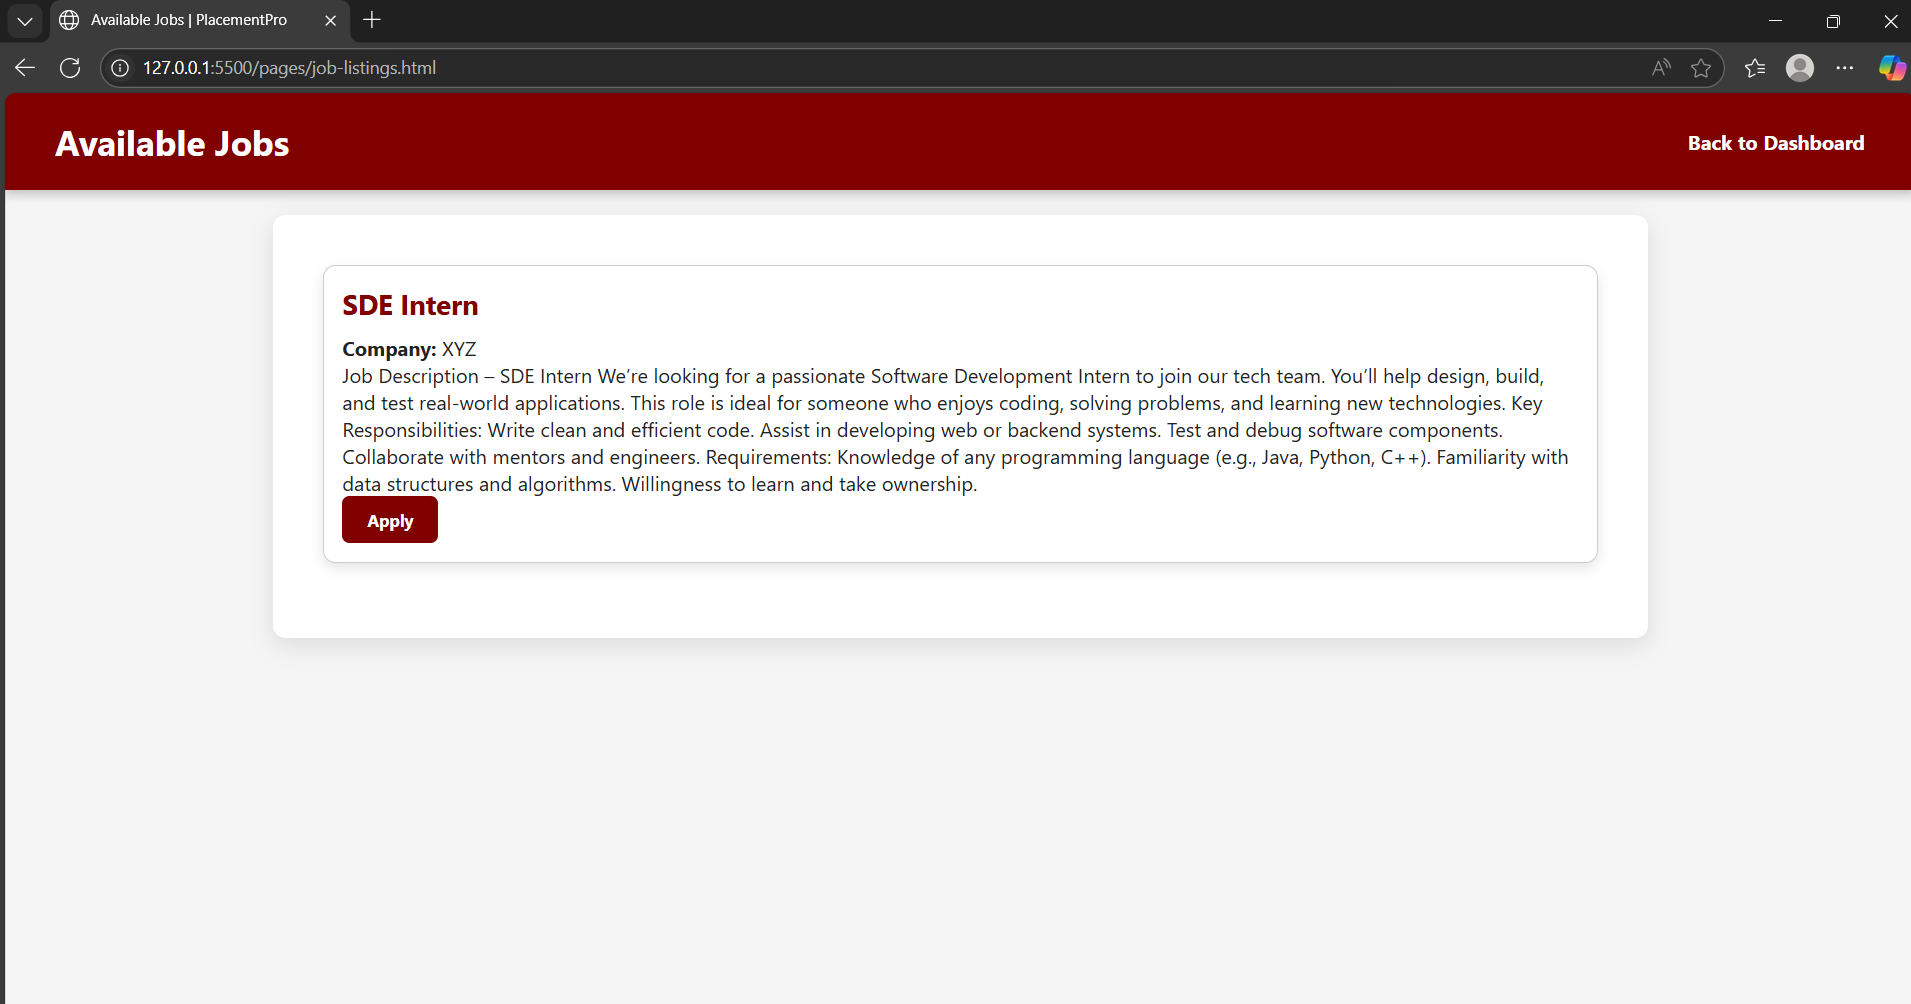 Available Jobs | PlacementPro
127.0.0.1:5500/pages/job-listings.html
Available Jobs
Back to Dashboard
SDE Intern
Company: XYZ
Job Description – SDE Intern We’re looking for a passionate Software Development Intern to join our tech team. You’ll help design, build,
and test real-world applications. This role is ideal for someone who enjoys coding, solving problems, and learning new technologies. Key
Responsibilities: Write clean and efficient code. Assist in developing web or backend systems. Test and debug software components.
Collaborate with mentors and engineers. Requirements: Knowledge of any programming language (e.g., Java, Python, C++). Familiarity with
data structures and algorithms. Willingness to learn and take ownership.
Apply